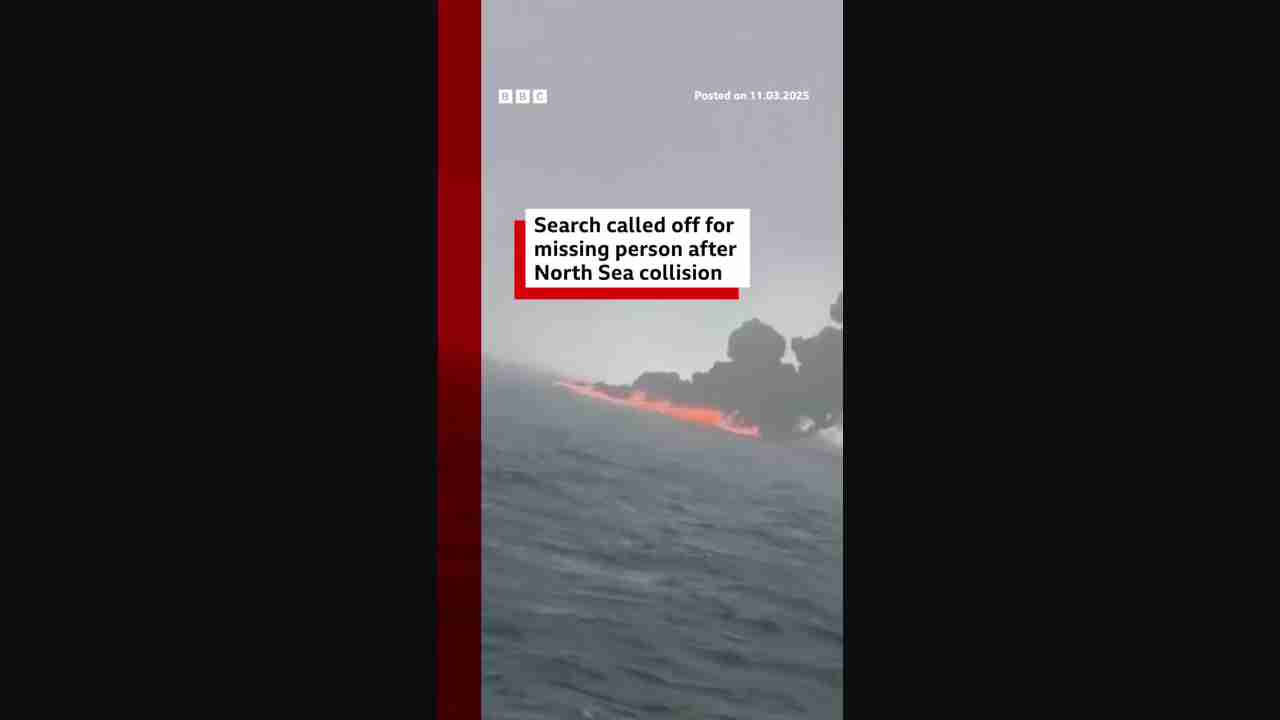 BBC
Posted on 11.03.2025
Search called off for
missing person after
North Sea collision